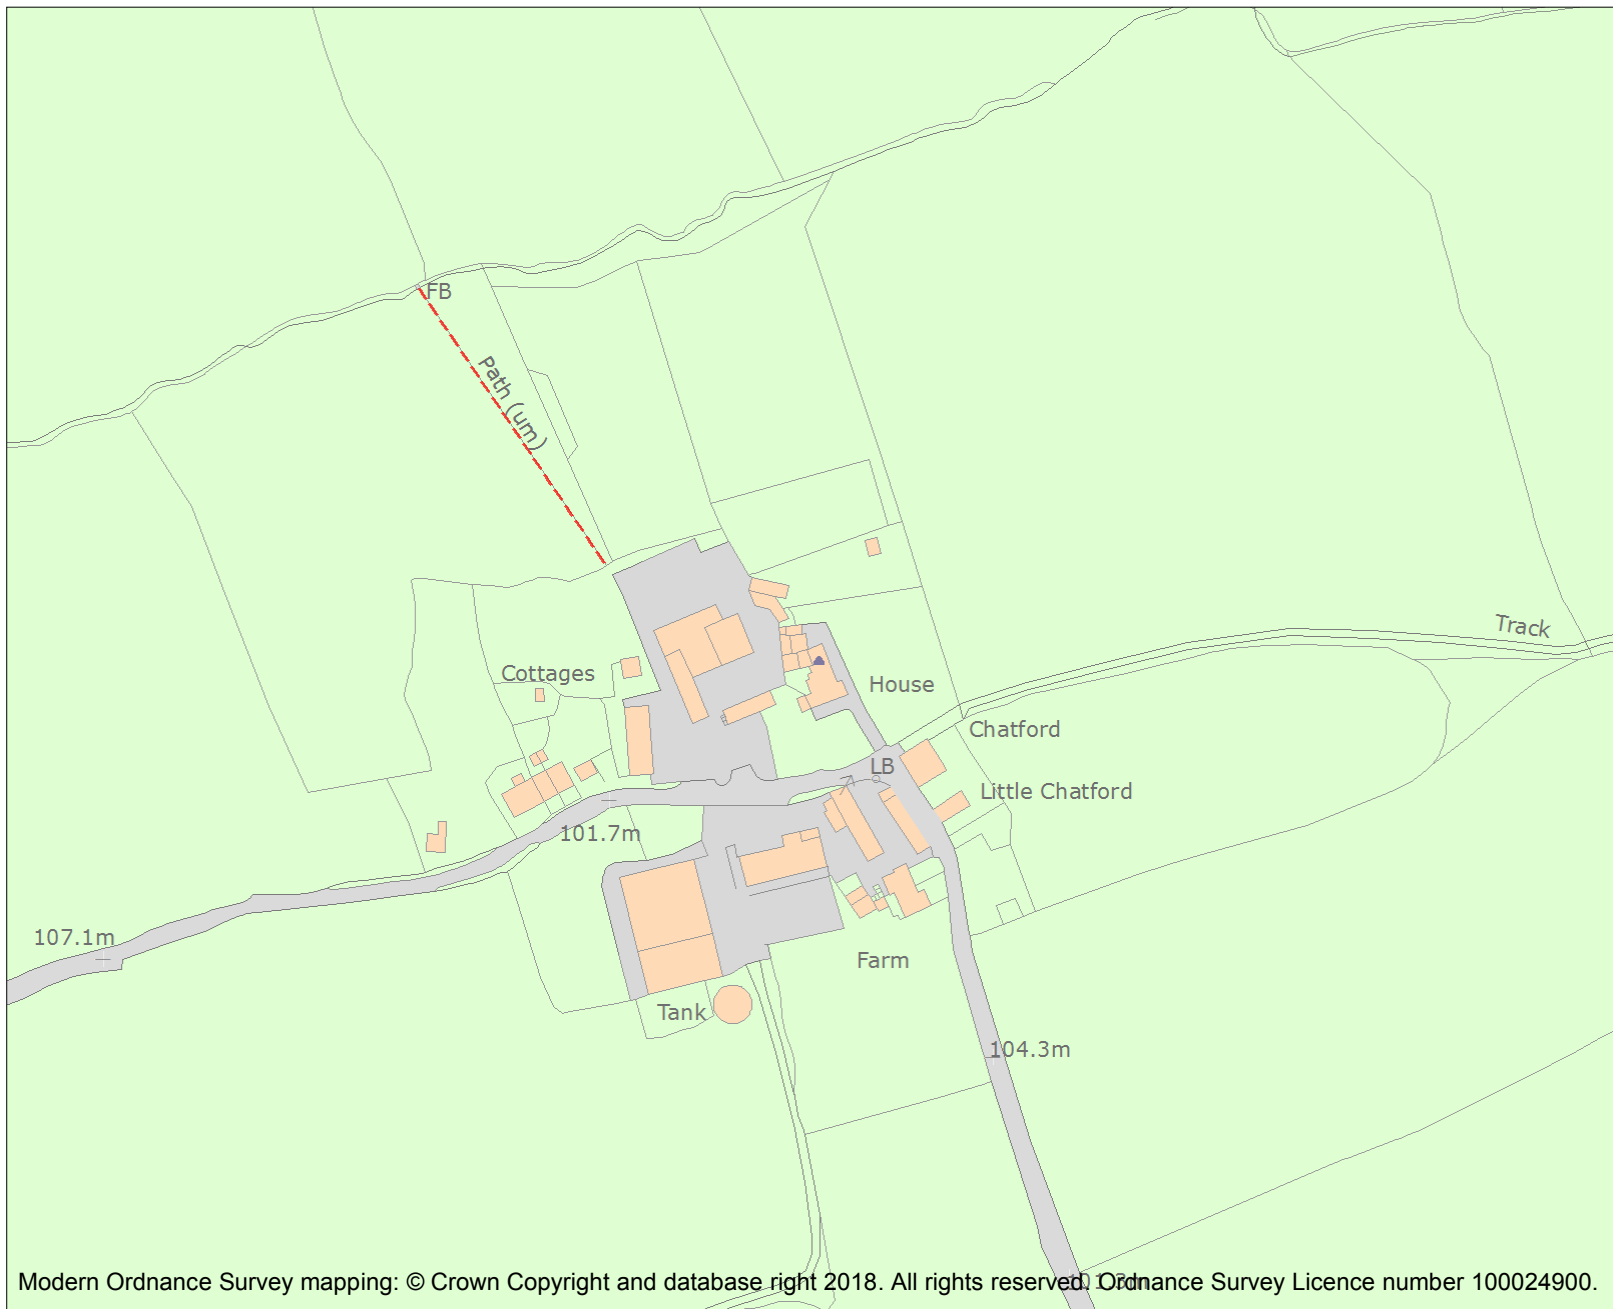 FB
Path (um)
Track
Cottages
House
Chatford
LB
Little Chatford
101.7m
107.1m
Farm
Tank
104.3m
Modern Ordnance Survey mapping: © Crown Copyright and database right 2018. All rights reserved. Ordnance Survey Licence number 100024900.